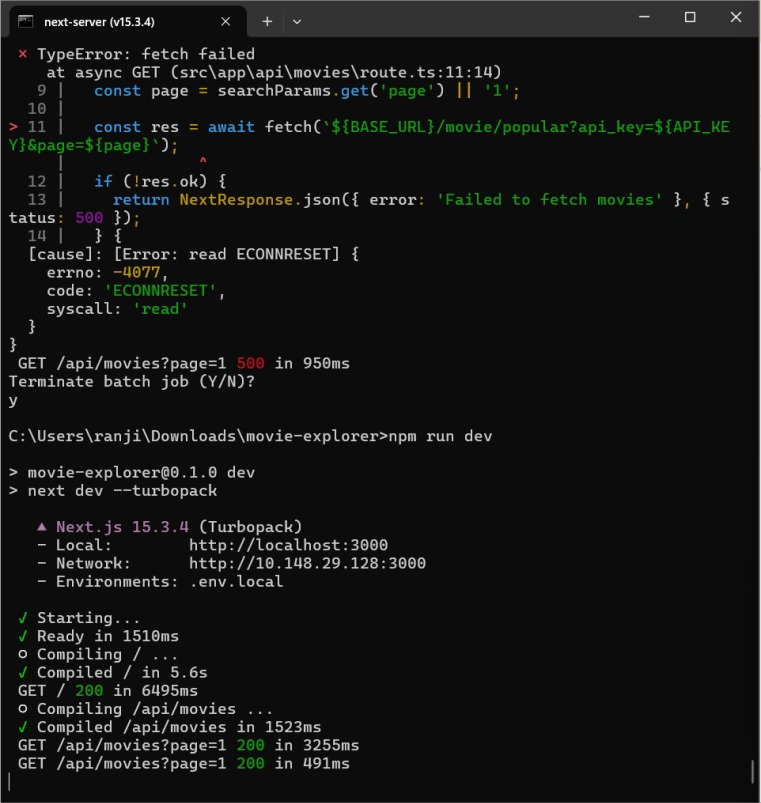 next-server (v15.3.4)
× TypeError: fetch failed
    at async GET (src\app\api\movies\route.ts:11:14)
   9 |   const page = searchParams.get('page') || '1';
  10 |
> 11 |   const res = await fetch(`${BASE_URL}/movie/popular?api_key=${API_KE
Y}&page=${page}`);
     |               ^
  12 |   if (!res.ok) {
  13 |     return NextResponse.json({ error: 'Failed to fetch movies' }, { s
tatus: 500 });
  14 |   } {
  [cause]: [Error: read ECONNRESET] {
    errno: -4077,
    code: 'ECONNRESET',
    syscall: 'read'
  }
}
 GET /api/movies?page=1 500 in 950ms
Terminate batch job (Y/N)?
y
C:\Users\ranji\Downloads\movie-explorer>npm run dev
> movie-explorer@0.1.0 dev
> next dev --turbopack
   ▲ Next.js 15.3.4 (Turbopack)
   - Local:        http://localhost:3000
   - Network:      http://10.148.29.128:3000
   - Environments: .env.local
 ✓ Starting...
 ✓ Ready in 1510ms
 ○ Compiling / ...
 ✓ Compiled / in 5.6s
 GET / 200 in 6495ms
 ○ Compiling /api/movies ...
 ✓ Compiled /api/movies in 1523ms
 GET /api/movies?page=1 200 in 3255ms
 GET /api/movies?page=1 200 in 491ms